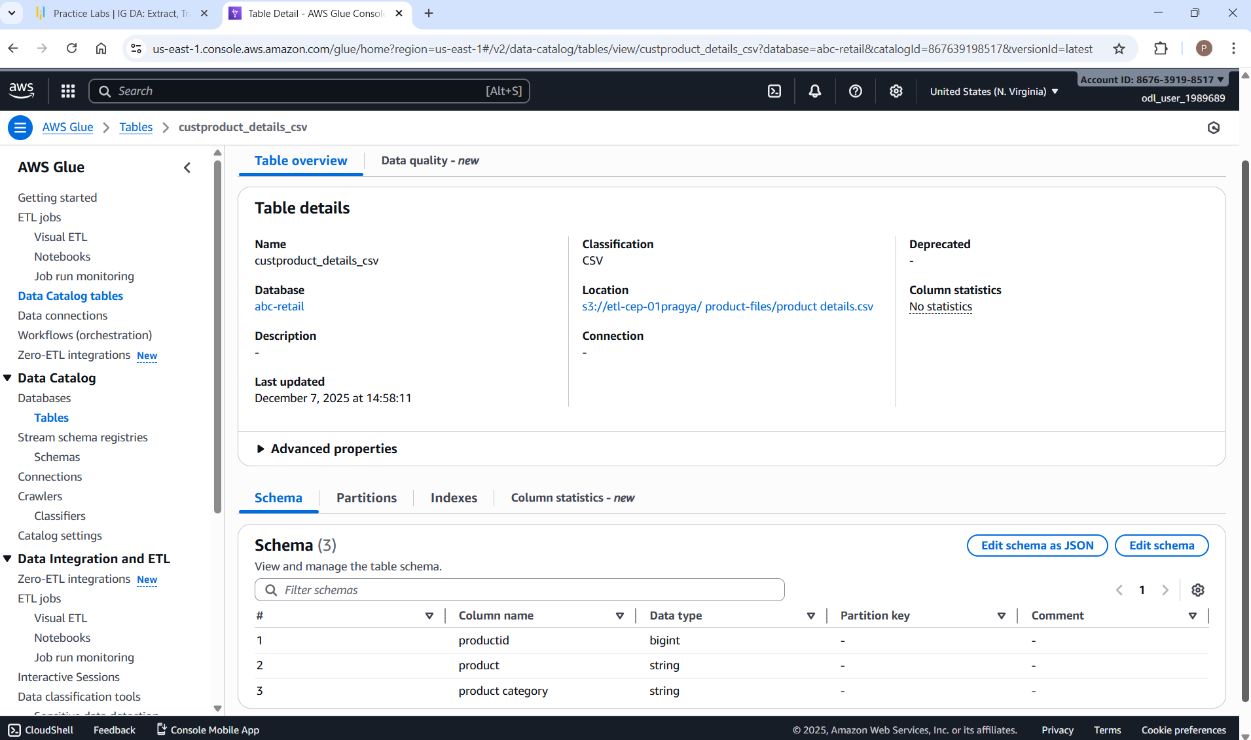 Practice Labs | IG DA: Extract, Tr
Table Detail - AWS Glue Consol
us-east-1.console.aws.amazon.com/glue/home?region=us-east-1#/v2/data-catalog/tables/view/custproduct_details_csv?database=abc-retail&catalogId=867639198517&versionId=latest
P
aws
Search [Alt+S]
United States (N. Virginia)
Account ID: 8676-3919-8517
odl_user_1989689
AWS Glue Tables custproduct_details_csv
AWS Glue
Getting started
ETL jobs
Visual ETL
Notebooks
Job run monitoring
Data Catalog tables
Data connections
Workflows (orchestration)
Zero-ETL integrations New
Data Catalog
Databases
Tables
Stream schema registries
Schemas
Connections
Crawlers
Classifiers
Catalog settings
Data Integration and ETL
Zero-ETL integrations New
ETL jobs
Visual ETL
Notebooks
Job run monitoring
Interactive Sessions
Data classification tools
Sensitive data detection
Table overview Data quality - new
Table details
Name
custproduct_details_csv
Database
abc-retail
Description
-
Last updated
December 7, 2025 at 14:58:11
Classification
CSV
Location
s3://etl-cep-01pragya/ product-files/product details.csv
Connection
-
Deprecated
-
Column statistics
No statistics
Advanced properties
Schema Partitions Indexes Column statistics - new
Schema (3)
Edit schema as JSON Edit schema
View and manage the table schema.
Filter schemas
1
# Column name Data type Partition key Comment
1 productid bigint - -
2 product string - -
3 product category string - -
CloudShell Feedback Console Mobile App © 2025, Amazon Web Services, Inc. or its affiliates. Privacy Terms Cookie preferences